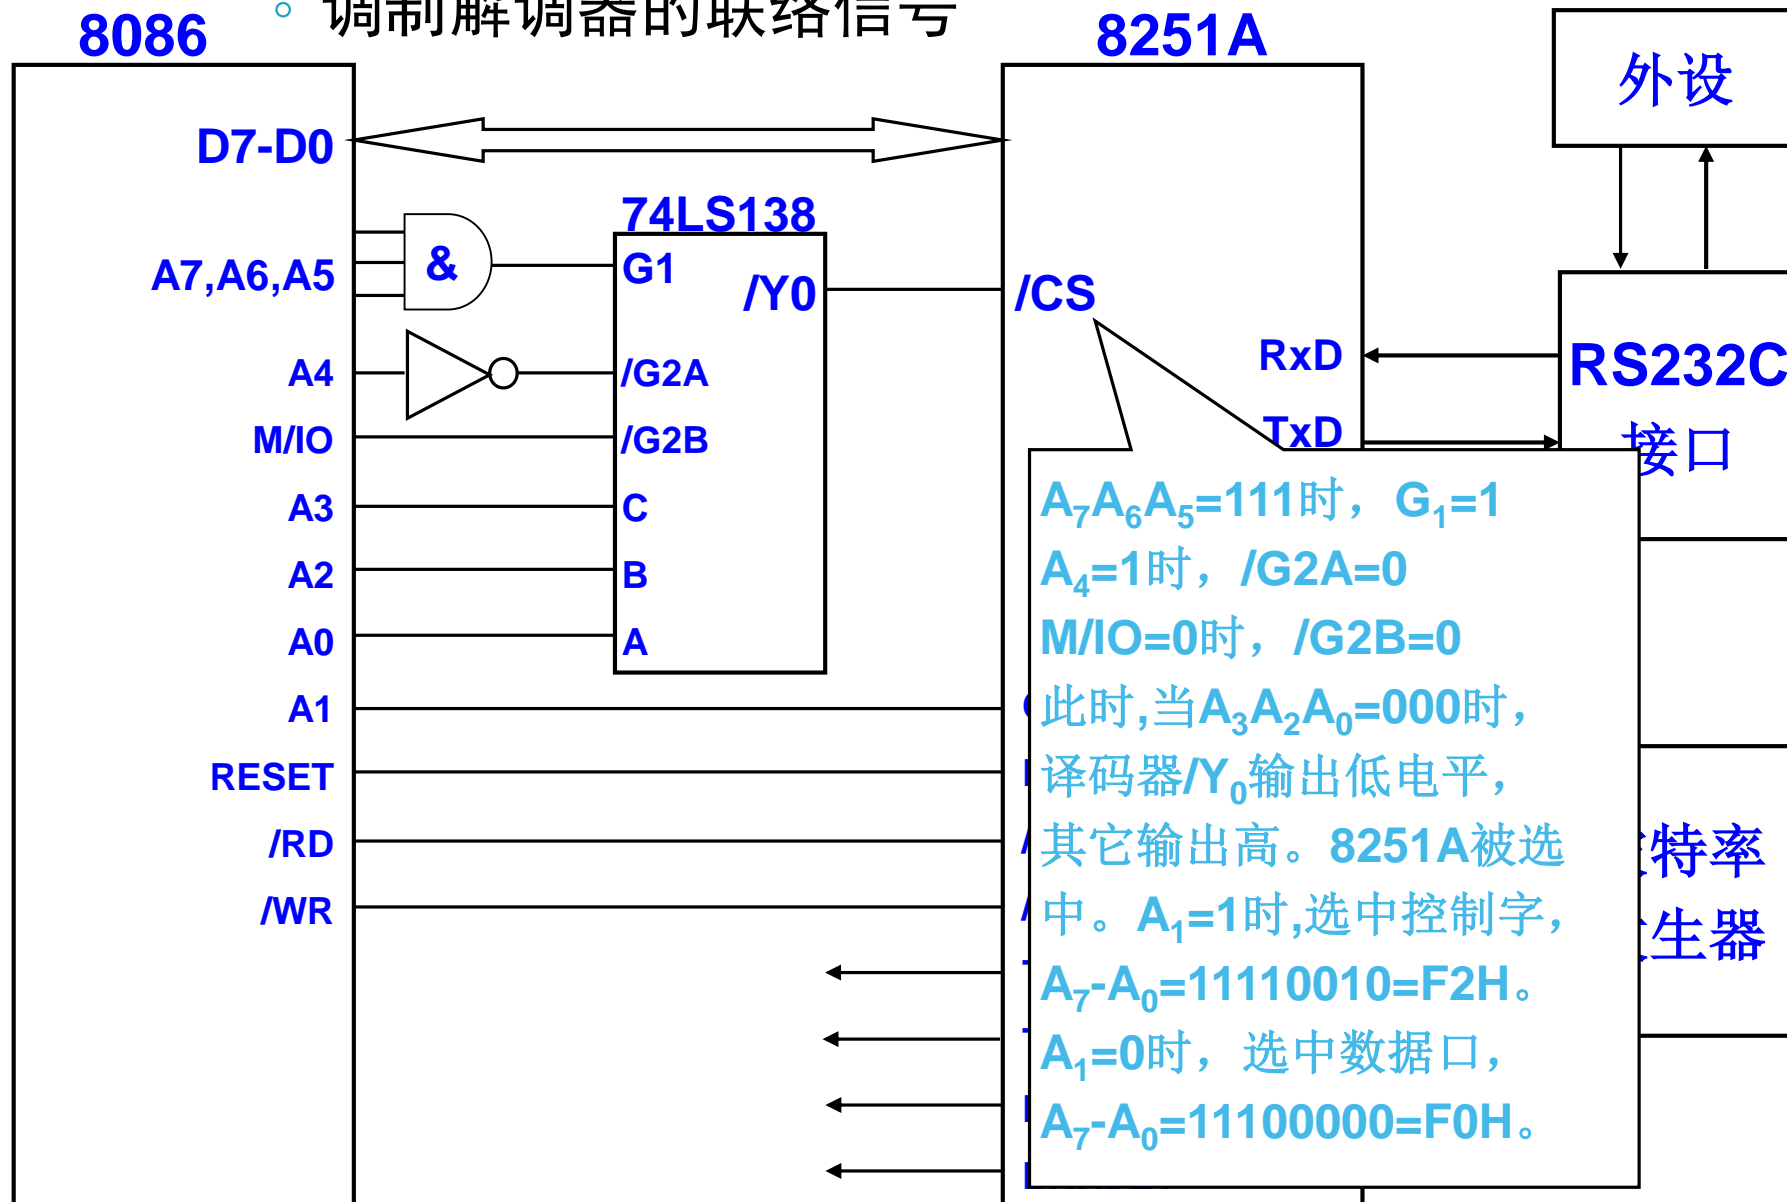 调制解调器的联络信号
8086
8251A
外设
D7-D0
74LS138
A7,A6,A5
&
G1
/Y0
/CS
RxD
RS232C
接口
A4
/G2A
TxD
M/IO
/G2B
A3
C
A2
B
A0
A
A1
RESET
/RD
/WR
A7A6A5=111时，G1=1
A4=1时，/G2A=0
M/IO=0时，/G2B=0
此时,当A3A2A0=000时，
译码器/Y0输出低电平，
其它输出高。8251A被选
中。A1=1时,选中控制字，
A7-A0=11110010=F2H。
A1=0时，选中数据口，
A7-A0=11100000=F0H。
特率
生器